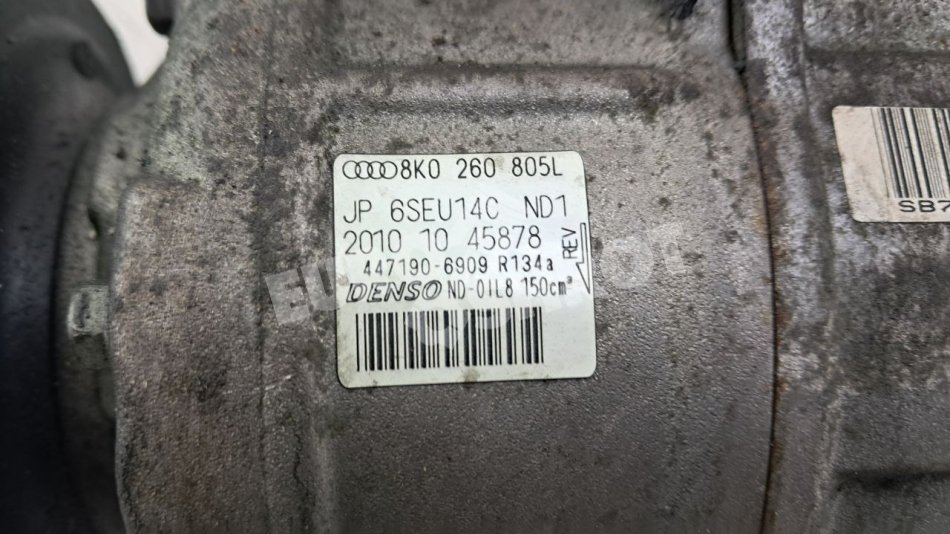 8K0 260 805L
JP 6SEU14C ND1
2010 10 45878
REV
447190-6909 R134a
DENSO ND-OIL8 150cm³
SB7